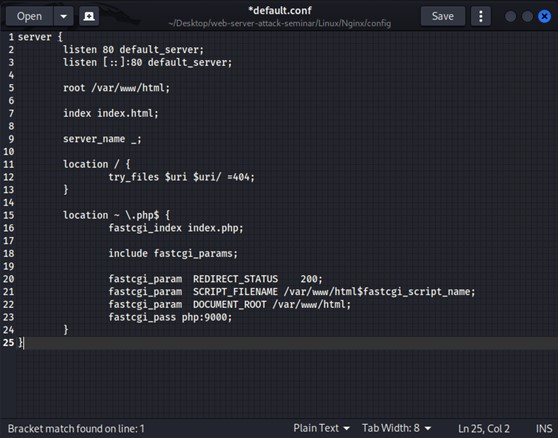 Open
*default.conf
~/Desktop/web-server-attack-seminar/Linux/Nginx/config
Save
1 server {
2 listen 80 default_server;
3 listen [::]:80 default_server;
4
5 root /var/www/html;
6
7 index index.html;
8
9 server_name _;
10
11 location / {
12 try_files $uri $uri/ =404;
13 }
14
15 location ~ \.php$ {
16 fastcgi_index index.php;
17
18 include fastcgi_params;
19
20 fastcgi_param REDIRECT_STATUS 200;
21 fastcgi_param SCRIPT_FILENAME /var/www/html$fastcgi_script_name;
22 fastcgi_param DOCUMENT_ROOT /var/www/html;
23 fastcgi_pass php:9000;
24 }
25 }
Bracket match found on line: 1 Plain Text Tab Width: 8 Ln 25, Col 2 INS